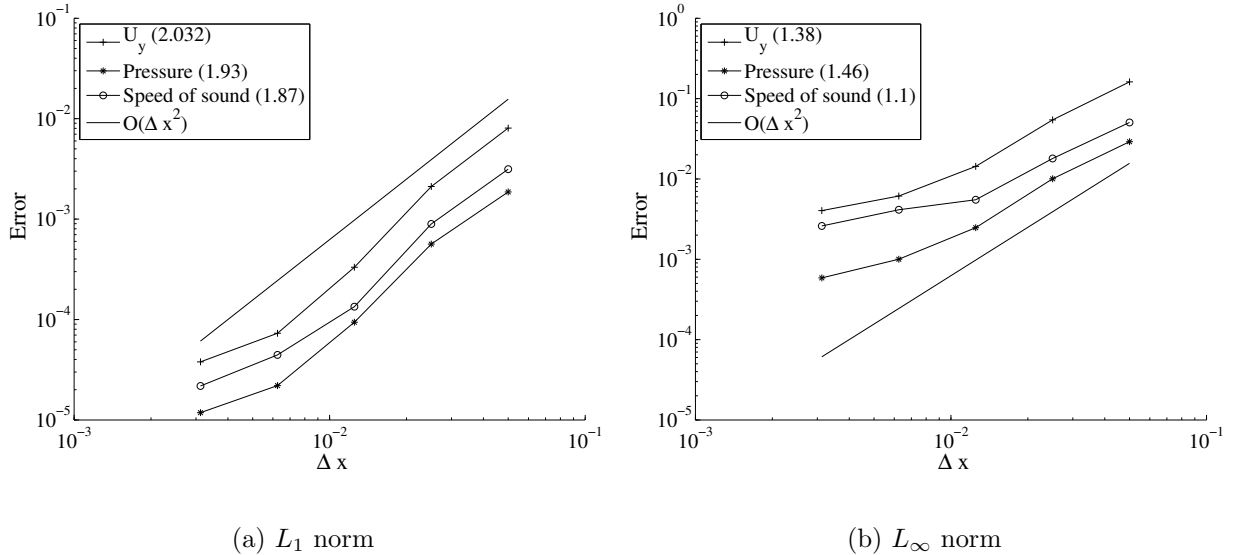 10^−1
10^−2
10^−3
10^−4
10^−5
Error
U_y (2.032)
Pressure (1.93)
Speed of sound (1.87)
O(Δ x^2)
10^−3
10^−2
10^−1
Δ x
(a) L_1 norm
10^0
10^−1
10^−2
10^−3
10^−4
10^−5
Error
U_y (1.38)
Pressure (1.46)
Speed of sound (1.1)
O(Δ x^2)
10^−3
10^−2
10^−1
Δ x
(b) L_∞ norm